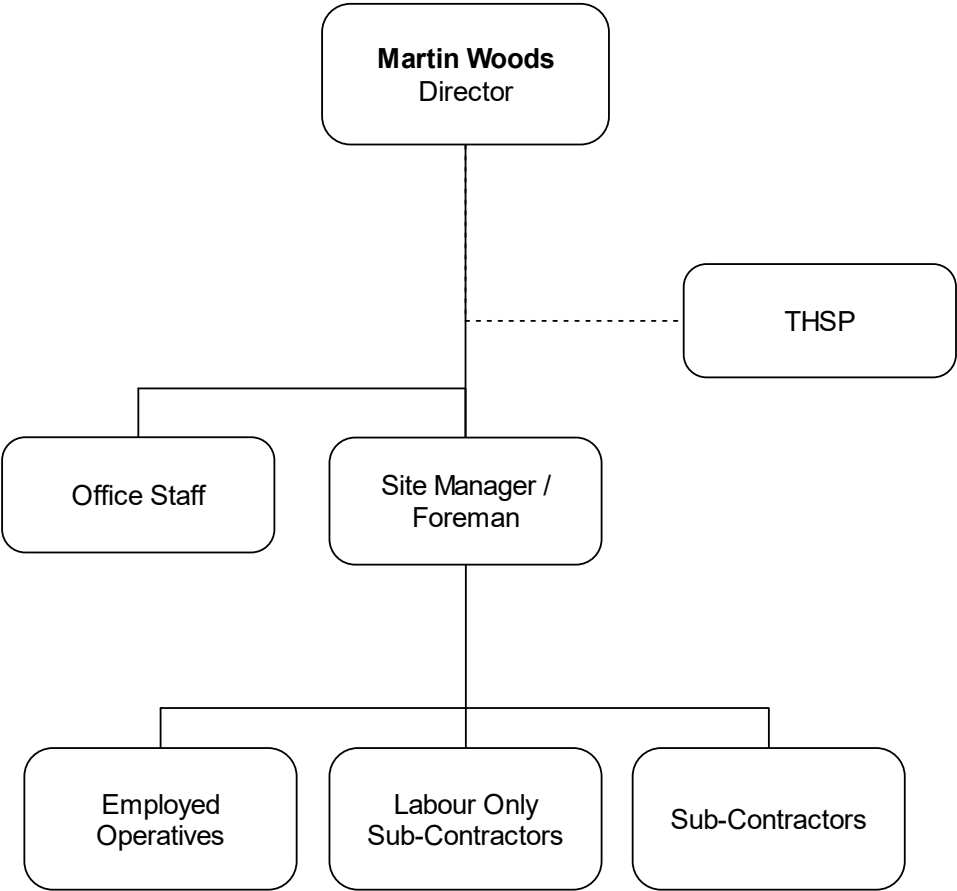 Martin Woods
Director
THSP
Office Staff
Site Manager /
Foreman
Employed
Operatives
Labour Only
Sub-Contractors
Sub-Contractors